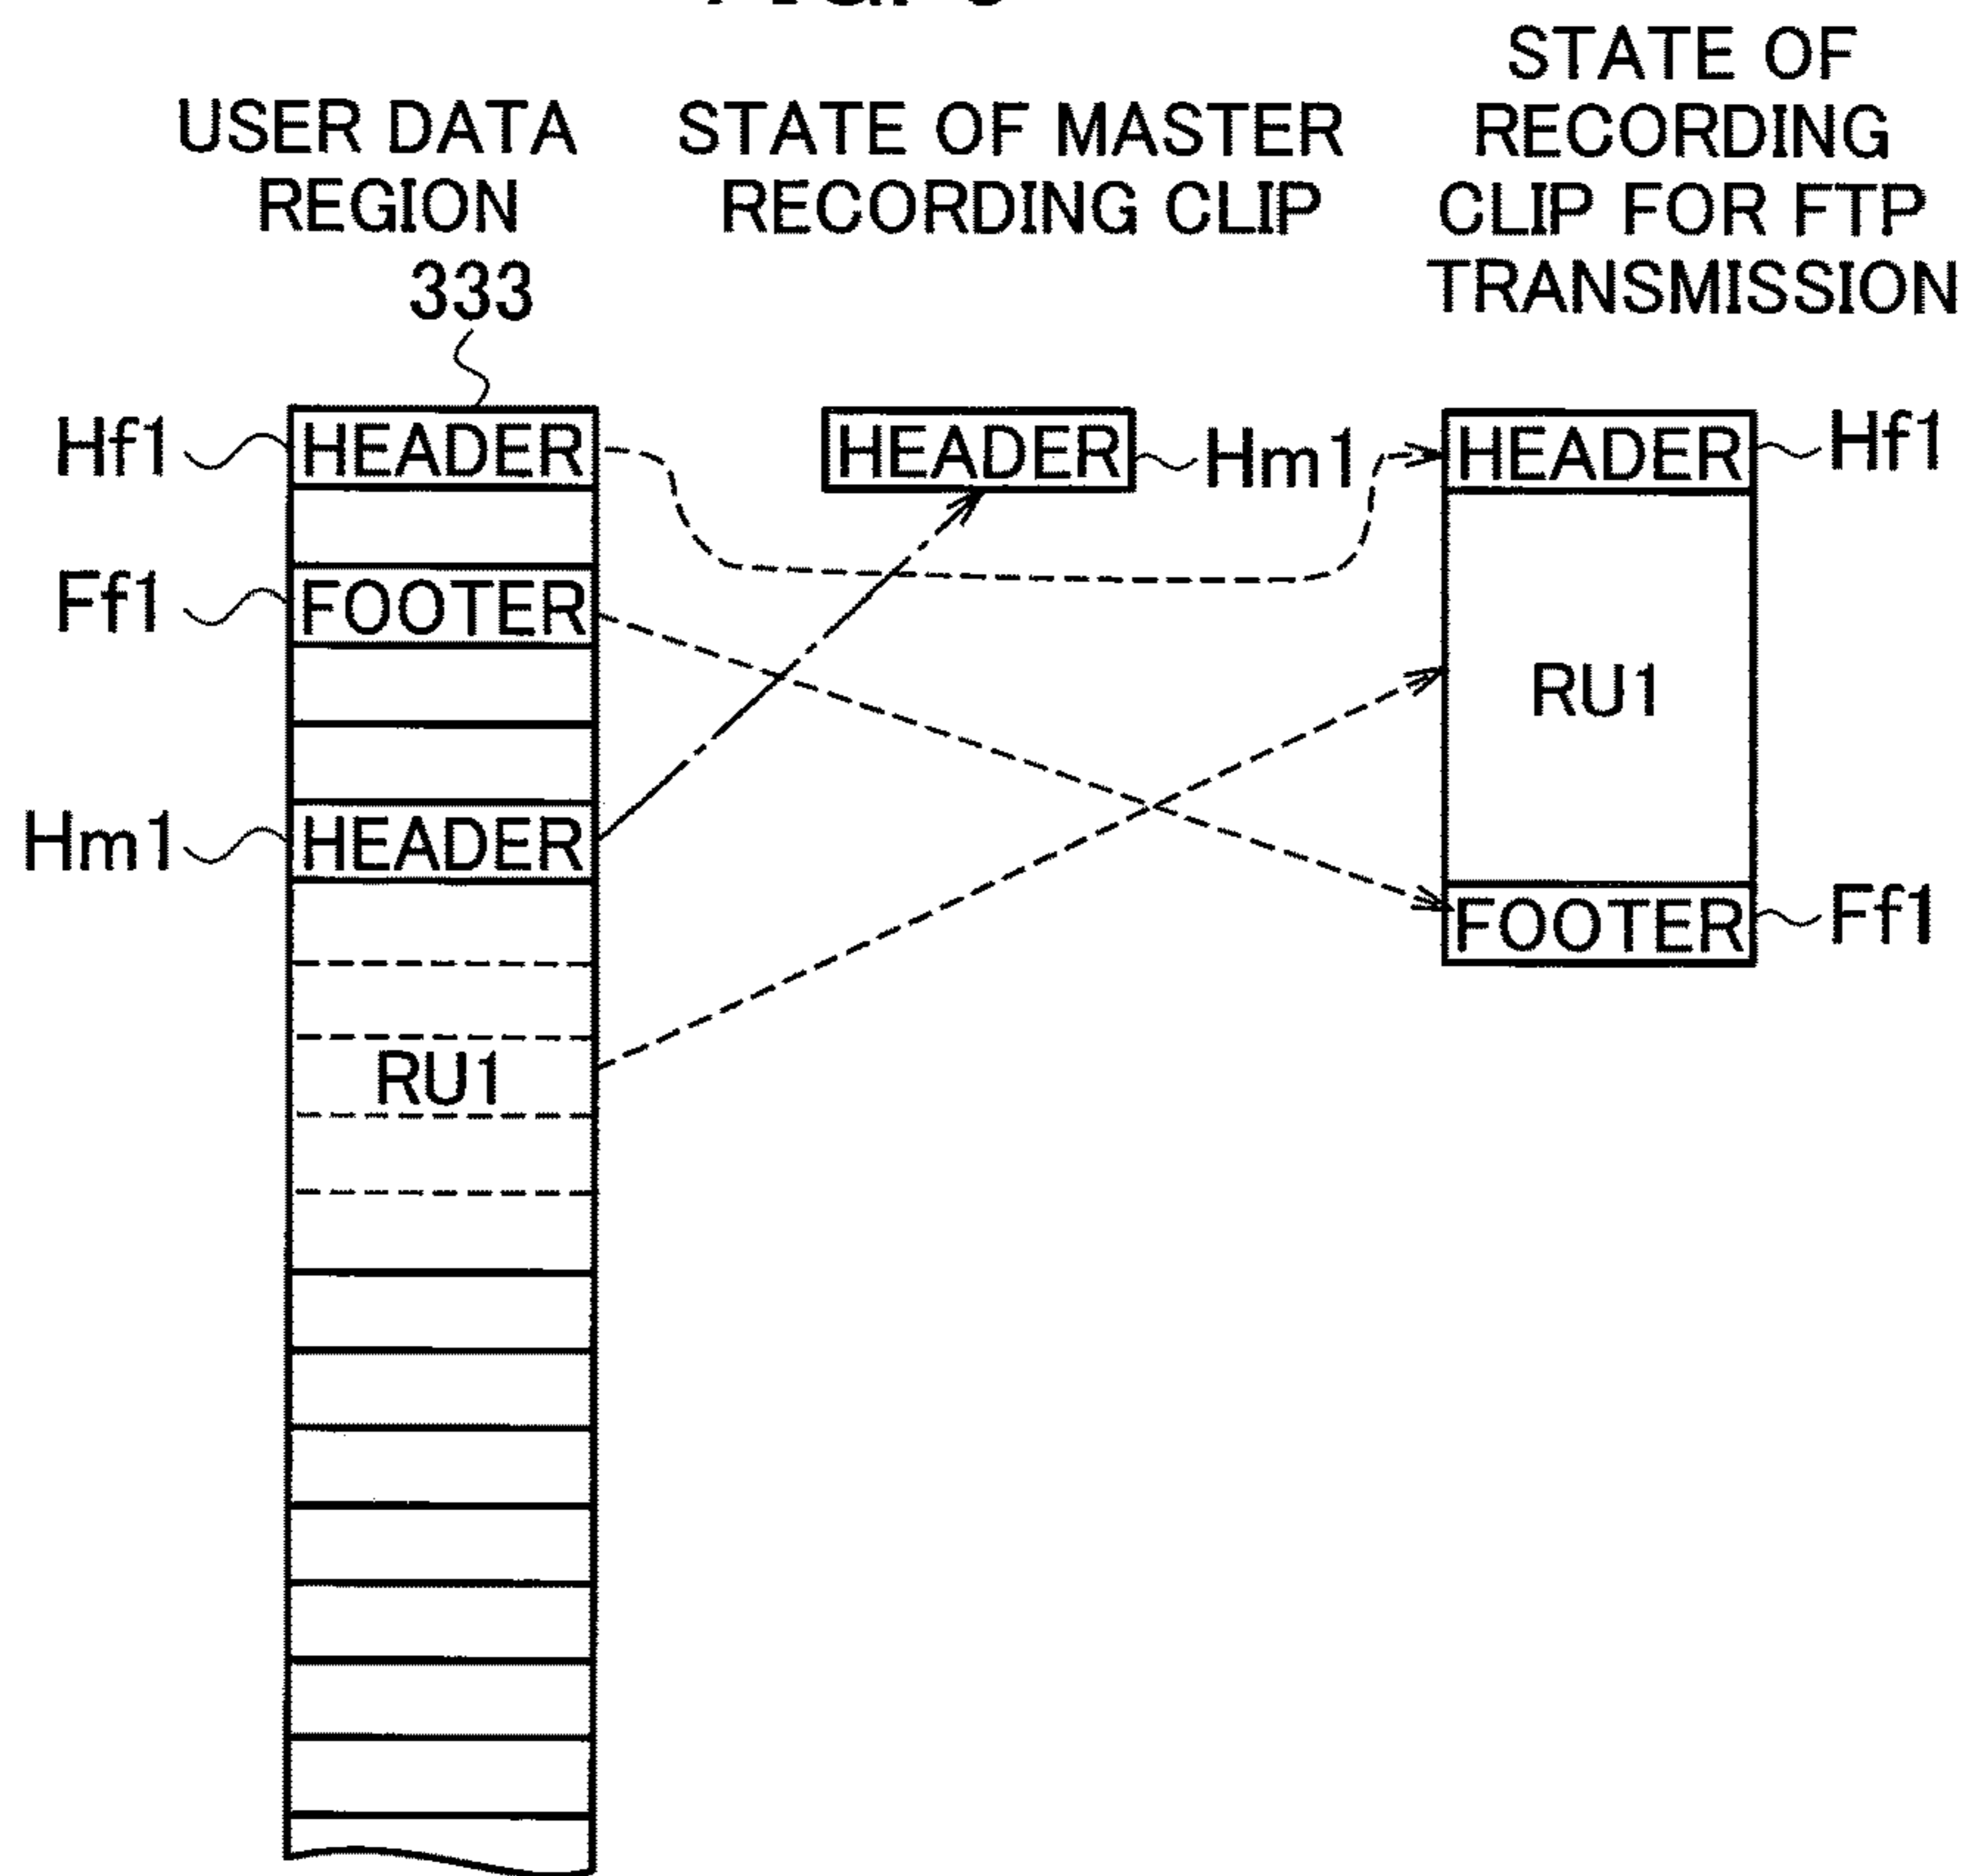 USER DATA
REGION
333
STATE OF MASTER
RECORDING CLIP
STATE OF
RECORDING
CLIP FOR FTP
TRANSMISSION
Hf1
HEADER
HEADER
Hm1
HEADER
Hf1
Ff1
FOOTER
RU1
Hm1
HEADER
FOOTER
Ff1
RU1